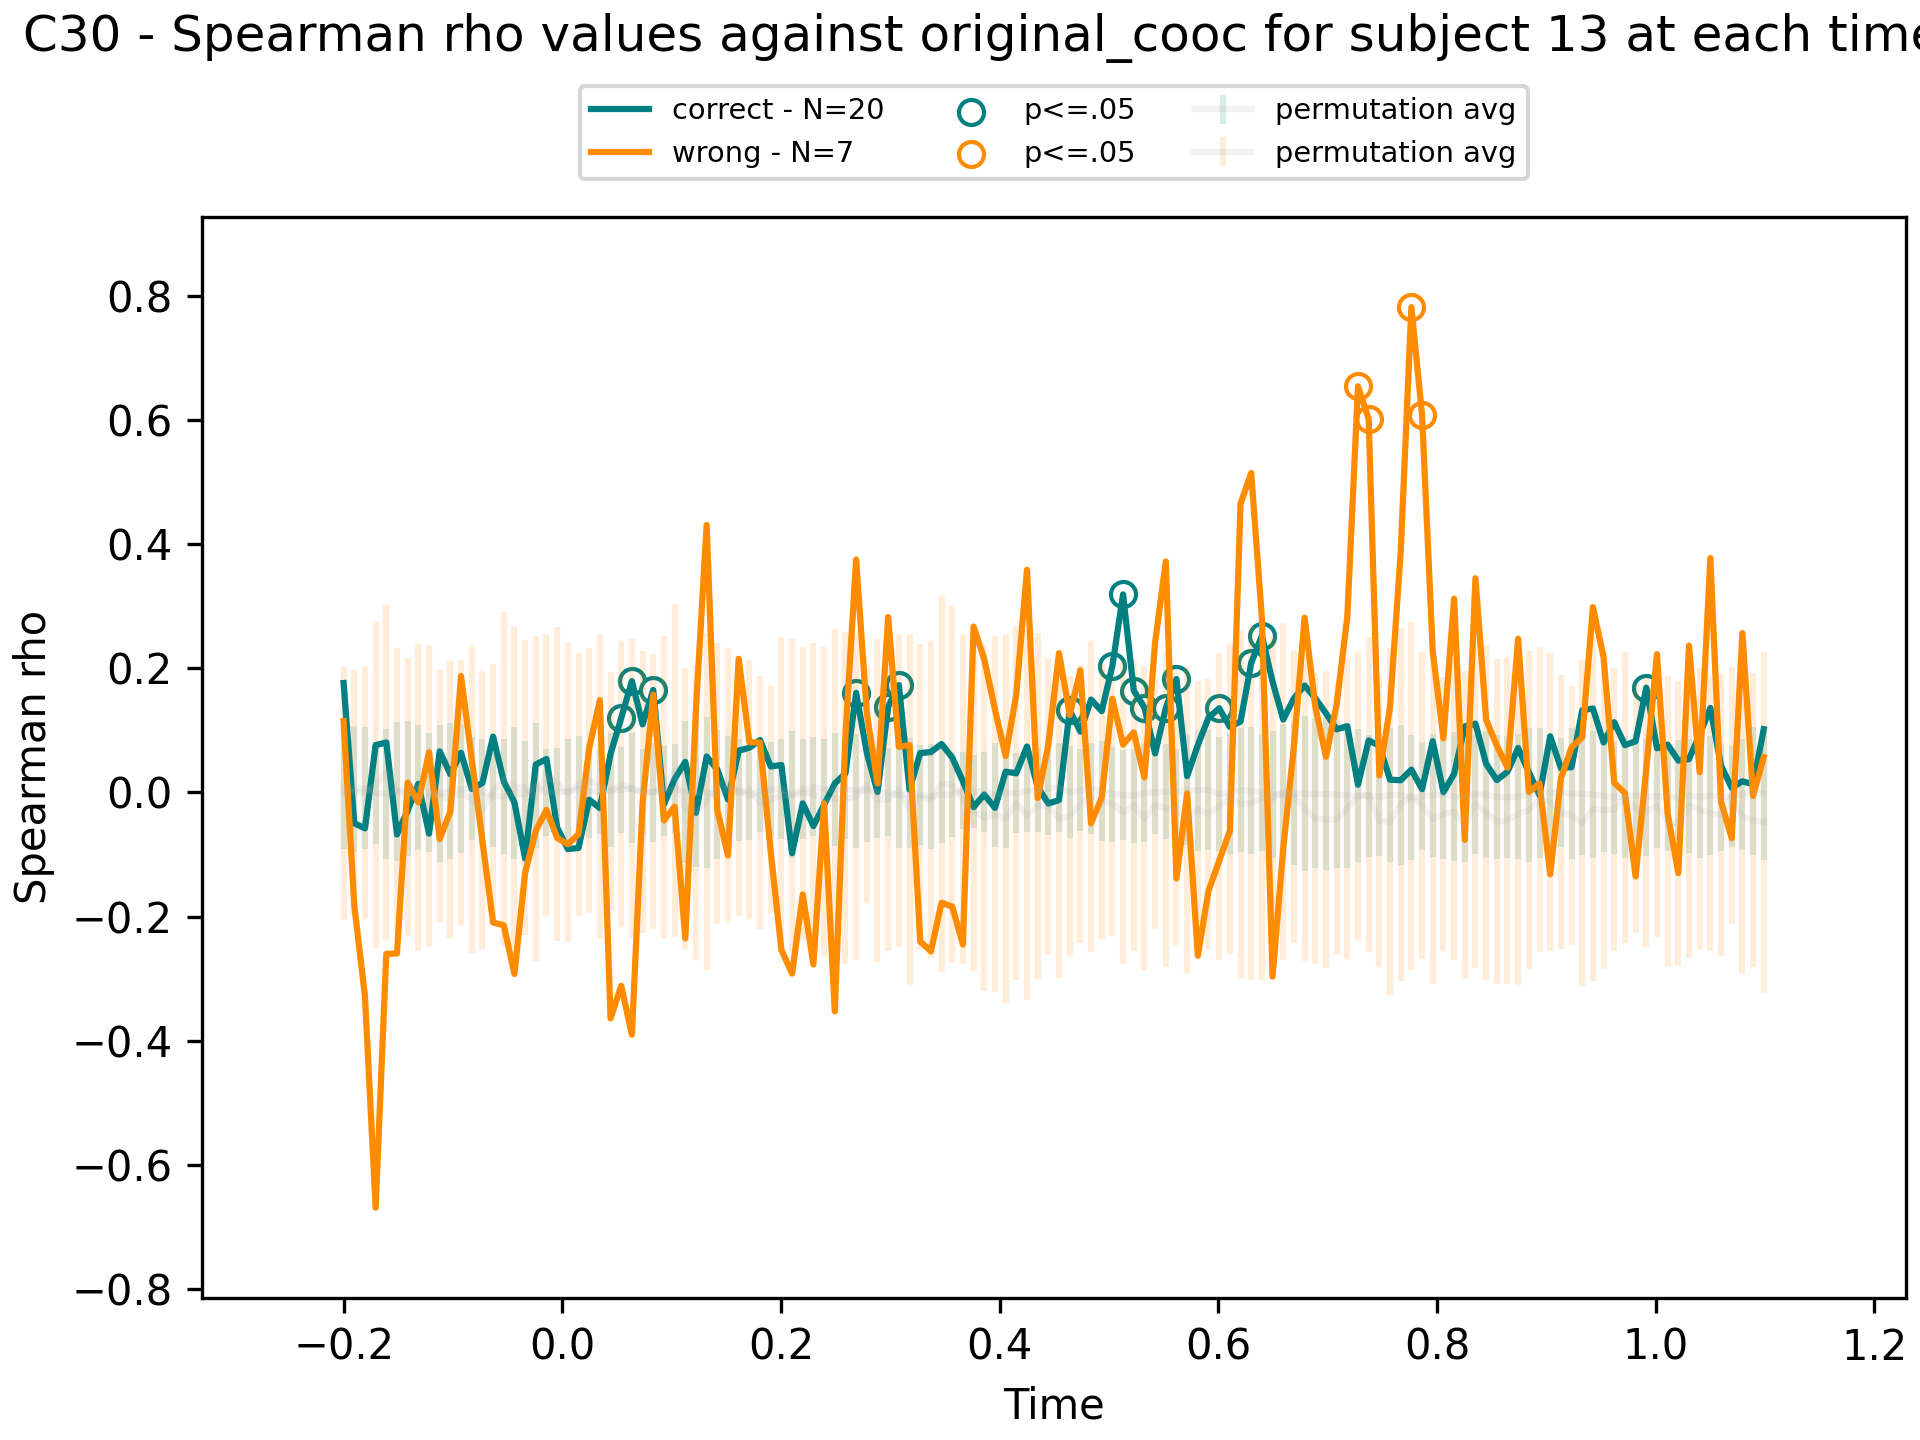 C30 - Spearman rho values against original_cooc for subject 13 at each time
correct - N=20
wrong - N=7
p<=.05
p<=.05
permutation avg
permutation avg
Spearman rho
0.8
0.6
0.4
0.2
0.0
−0.2
−0.4
−0.6
−0.8
−0.2 0.0 0.2 0.4 0.6 0.8 1.0 1.2
Time